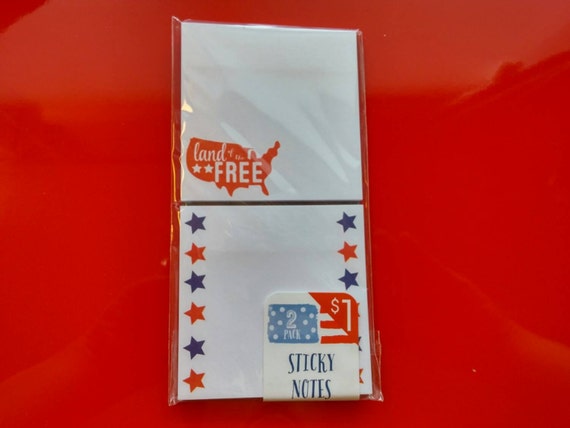 land of the
FREE
$1
2
PACK
STICKY
NOTES